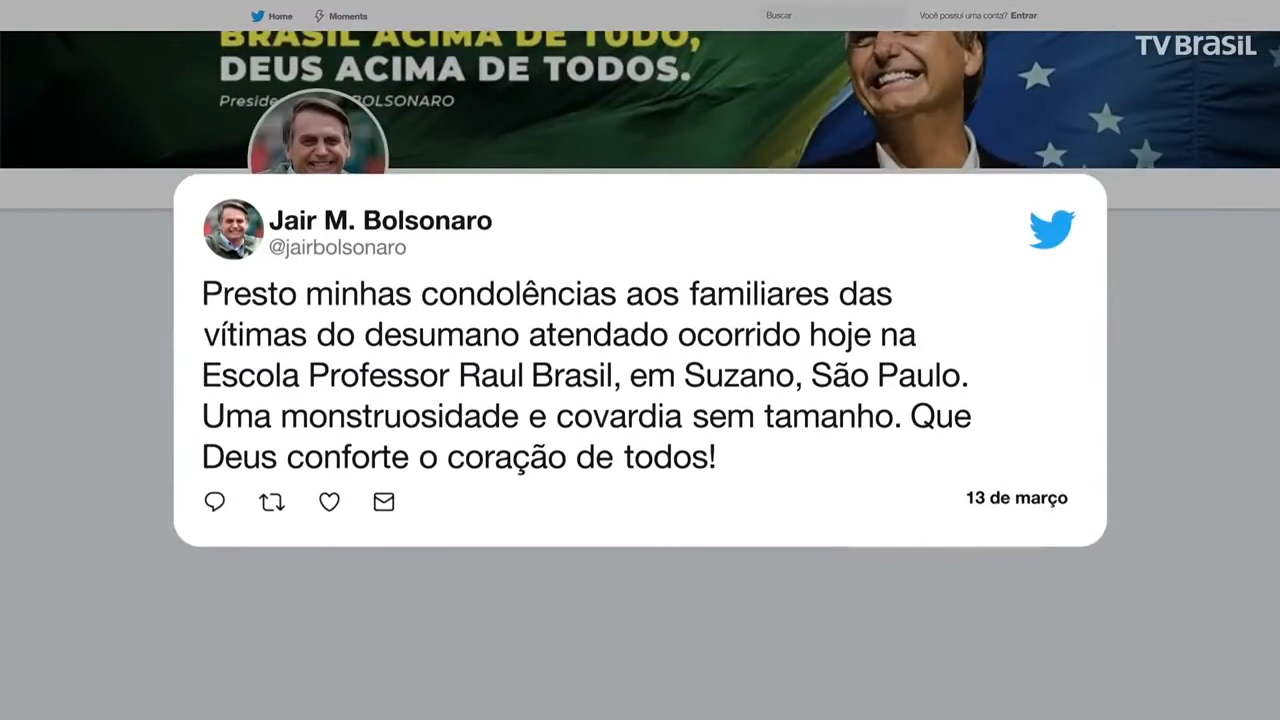 Home
Moments
Buscar
Você possui uma conta? Entrar
TV BRASIL
BRASIL ACIMA DE TUDO,
DEUS ACIMA DE TODOS.
Preside BOLSONARO
Jair M. Bolsonaro
@jairbolsonaro
Presto minhas condolências aos familiares das
vítimas do desumano atendado ocorrido hoje na
Escola Professor Raul Brasil, em Suzano, São Paulo.
Uma monstruosidade e covardia sem tamanho. Que
Deus conforte o coração de todos!
13 de março